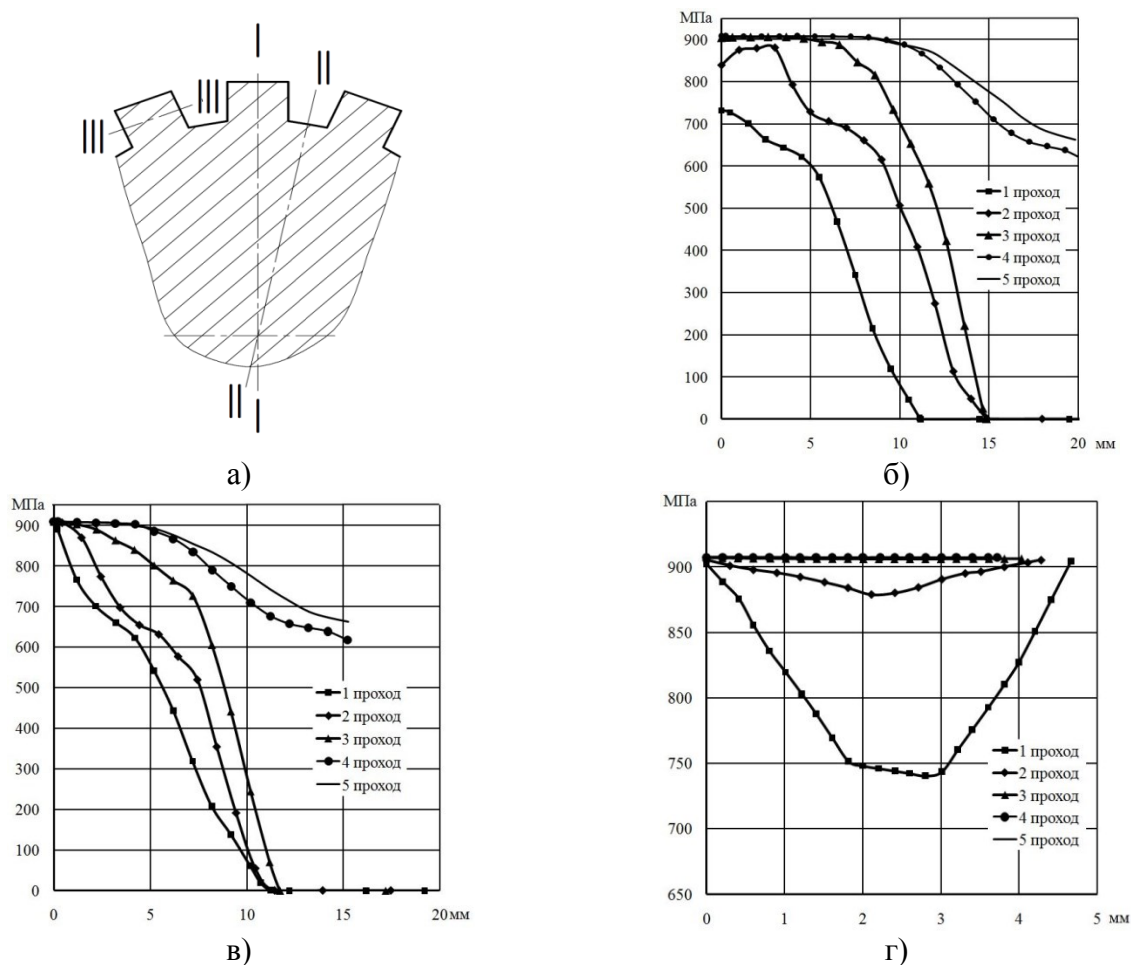 I
II
III
III
II
I
а)
МПа
900
800
700
600
500
400
300
200
100
0
0 5 10 15 20 мм
1 проход
2 проход
3 проход
4 проход
5 проход
б)
МПа
900
800
700
600
500
400
300
200
100
0
0 5 10 15 20 мм
1 проход
2 проход
3 проход
4 проход
5 проход
в)
МПа
900
850
800
750
700
650
0 1 2 3 4 5 мм
1 проход
2 проход
3 проход
4 проход
5 проход
г)